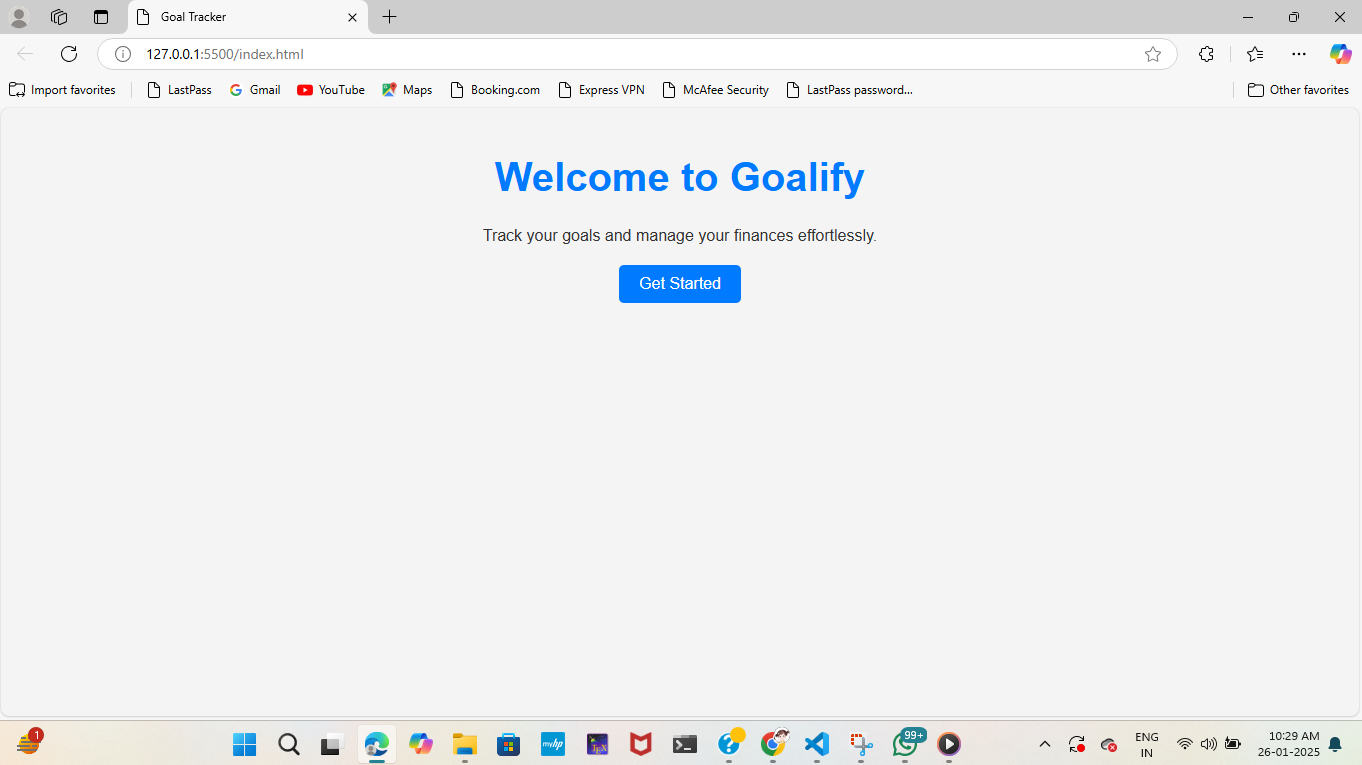 Goal Tracker
127.0.0.1:5500/index.html
Import favorites LastPass Gmail YouTube Maps Booking.com Express VPN McAfee Security LastPass password... Other favorites
Welcome to Goalify
Track your goals and manage your finances effortlessly.
Get Started
1
myhp
99+
ENG
IN
10:29 AM
26-01-2025